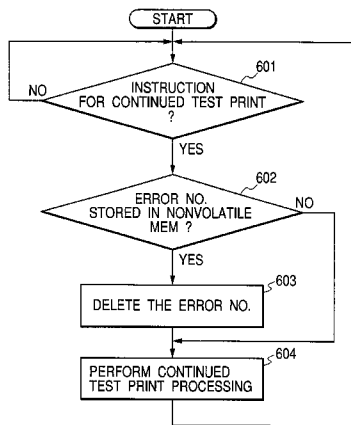 START
601
INSTRUCTION
FOR CONTINUED TEST PRINT
?
NO
YES
602
ERROR NO.
STORED IN NONVOLATILE
MEM ?
NO
YES
603
DELETE THE ERROR NO.
604
PERFORM CONTINUED
TEST PRINT PROCESSING